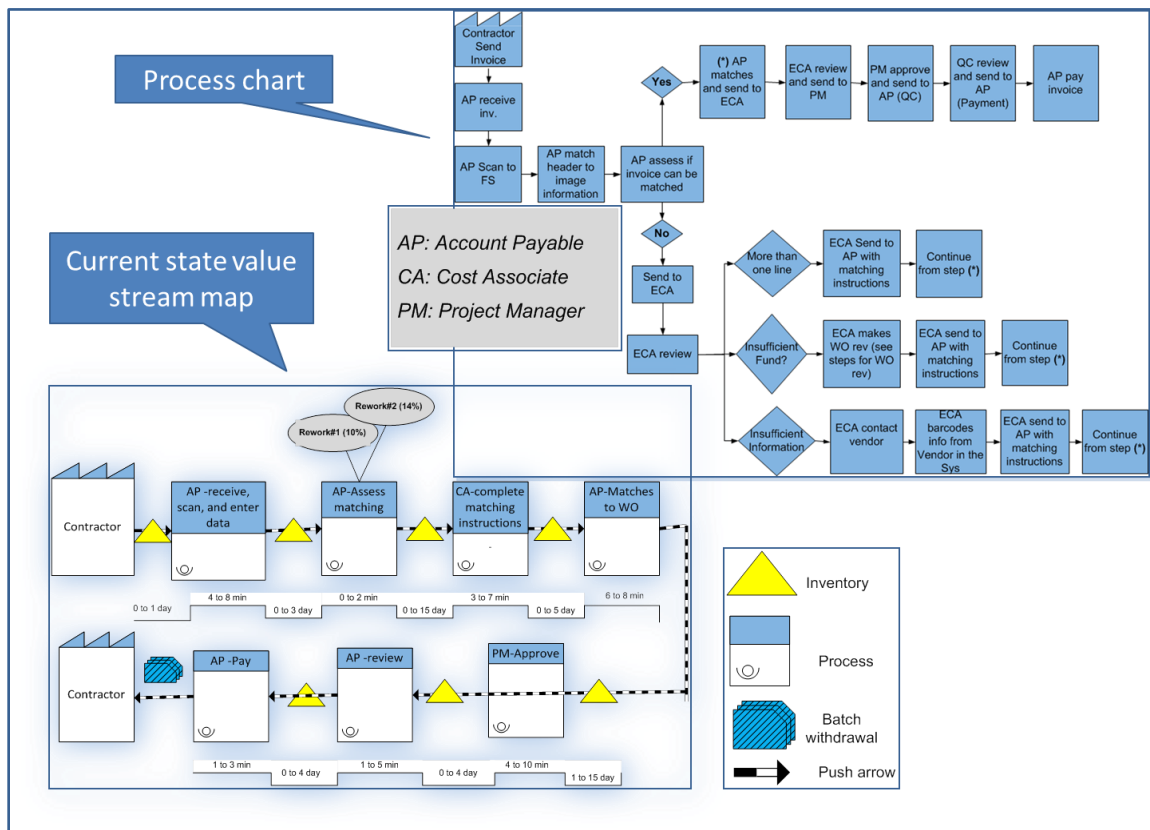 Process chart
Contractor
Send
Invoice
AP receive
inv.
AP Scan to
FS
AP match
header to
image
information
AP assess if
invoice can be
matched
Yes
(*) AP
matches
and send to
ECA
ECA review
and send to
PM
PM approve
and send to
AP (QC)
QC review
and send to
AP
(Payment)
AP pay
invoice
No
Send to
ECA
ECA review
More than
one line
ECA Send to
AP with
matching
instructions
Continue
from step (*)
Insufficient
Fund?
ECA makes
WO rev (see
steps for WO
rev)
ECA send to
AP with
matching
instructions
Continue
from step (*)
Insufficient
Information
ECA contact
vendor
ECA
barcodes
info from
Vendor in the
Sys
ECA send to
AP with
matching
instructions
Continue
from step (*)
AP: Account Payable
CA: Cost Associate
PM: Project Manager
Current state value
stream map
Rework#2 (14%)
Rework#1 (10%)
Contractor
AP -receive,
scan, and enter
data
AP-Assess
matching
CA-complete
matching
instructions
AP-Matches
to WO
0 to 1 day
4 to 8 min
0 to 3 day
0 to 2 min
0 to 15 day
3 to 7 min
0 to 5 day
6 to 8 min
Contractor
AP -Pay
AP -review
PM-Approve
1 to 3 min
0 to 4 day
1 to 5 min
0 to 4 day
4 to 10 min
1 to 15 day
Inventory
Process
Batch
withdrawal
Push arrow